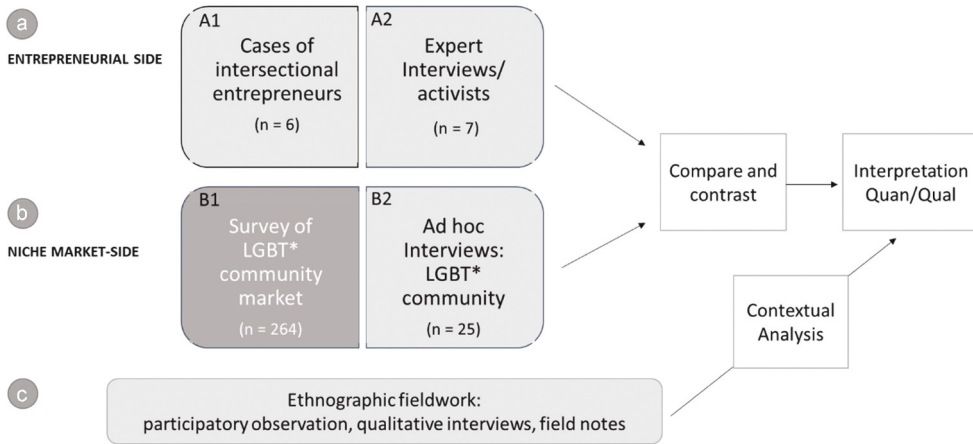 a
ENTREPRENEURIAL SIDE
A1
Cases of
intersectional
entrepreneurs
(n = 6)
A2
Expert
Interviews/
activists
(n = 7)
b
NICHE MARKET-SIDE
B1
Survey of
LGBT*
community
market
(n = 264)
B2
Ad hoc
Interviews:
LGBT*
community
(n = 25)
Compare and
contrast
Interpretation
Quan/Qual
Contextual
Analysis
c
Ethnographic fieldwork:
participatory observation, qualitative interviews, field notes